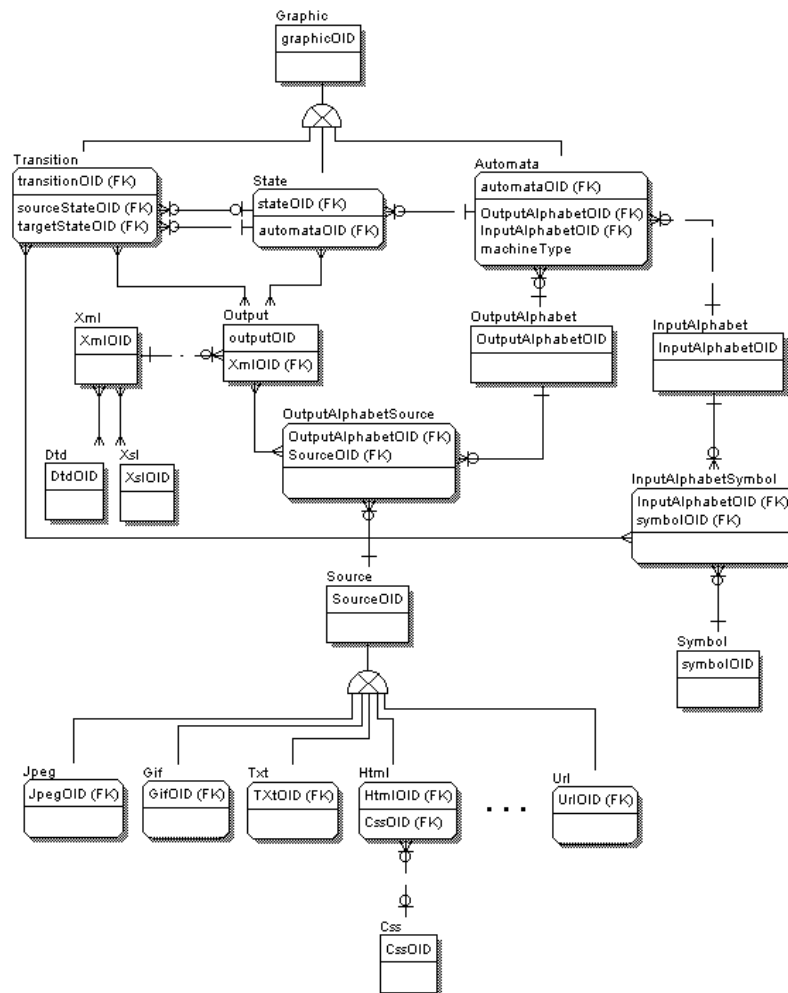 Graphic
graphicOID
Transition
transitionOID (FK)
sourceStateOID (FK)
targetStateOID (FK)
State
stateOID (FK)
automataOID (FK)
Automata
automataOID (FK)
OutputAlphabetOID (FK)
InputAlphabetOID (FK)
machineType
Xml
XmlOID
Output
outputOID
XmlOID (FK)
OutputAlphabet
OutputAlphabetOID
InputAlphabet
InputAlphabetOID
Dtd
DtdOID
Xsl
XslOID
OutputAlphabetSource
OutputAlphabetOID (FK)
SourceOID (FK)
InputAlphabetSymbol
InputAlphabetOID (FK)
symbolOID (FK)
Source
SourceOID
Symbol
symbolOID
Jpeg
JpegOID (FK)
Gif
GifOID (FK)
Txt
TXtOID (FK)
Html
HtmlOID (FK)
CssOID (FK)
...
Url
UrlOID (FK)
Css
CssOID